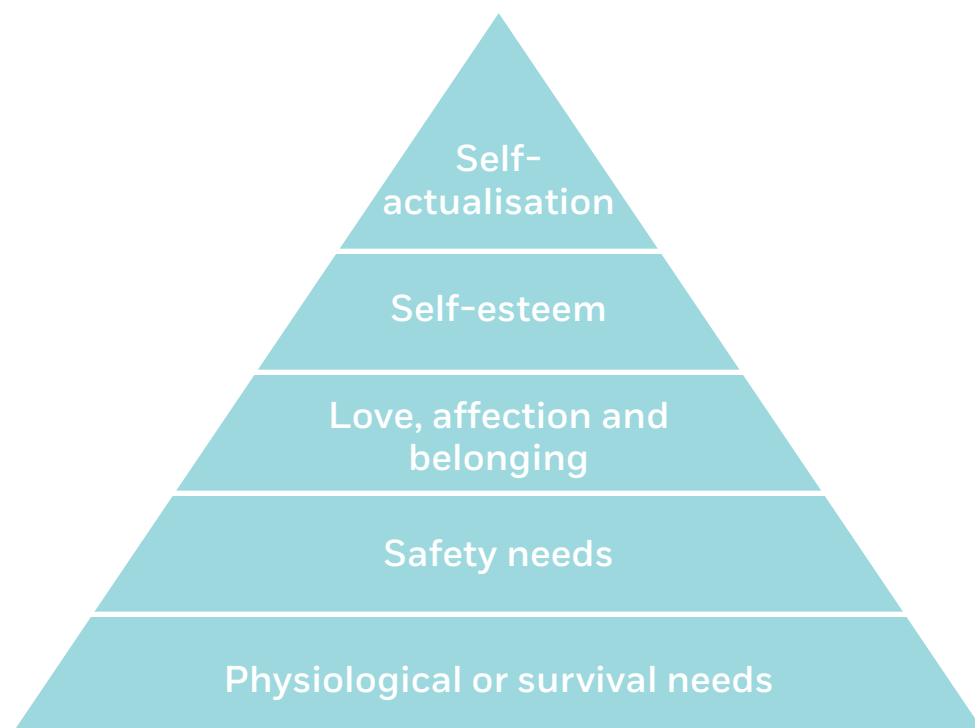 Self-
actualisation
Self-esteem
Love, affection and
belonging
Safety needs
Physiological or survival needs